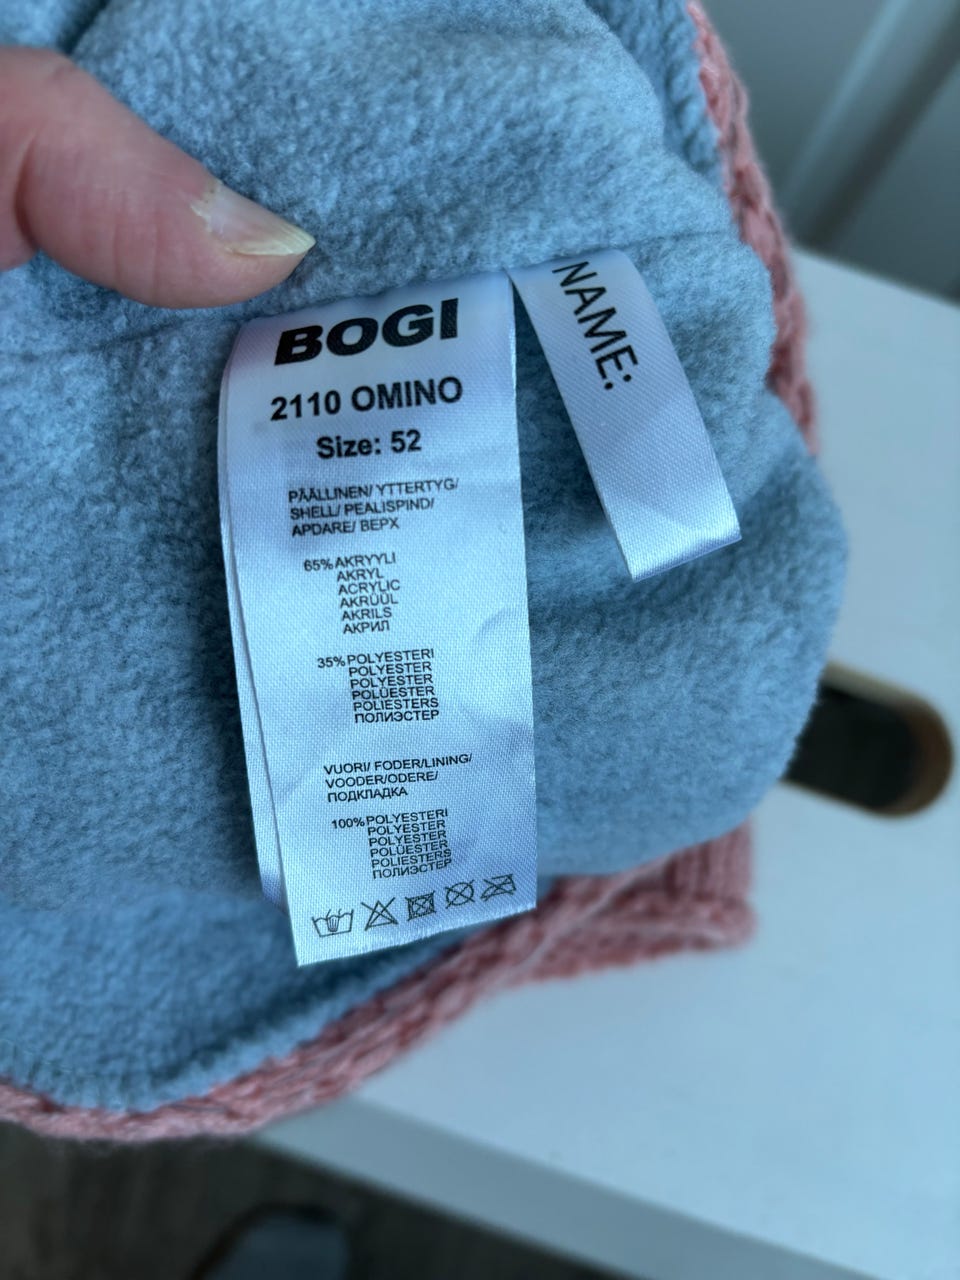 BOGI
2110 OMINO
Size: 52
PÄÄLLINEN/ YTTERTYG/
SHELL/ PEALISPIND/
APDARE/ ВЕРХ
65% AKRYYLI
AKRYL
ACRYLIC
AKRÜÜL
AKRILS
АКРИЛ
35% POLYESTERI
POLYESTER
POLYESTER
POLÜESTER
POLIESTERS
ПОЛИЭСТЕР
VUORI/ FODER/LINING/
VOODER/ODERE/
ПОДКЛАДКА
100% POLYESTERI
POLYESTER
POLYESTER
POLÜESTER
POLIESTERS
ПОЛИЭСТЕР
NAME: